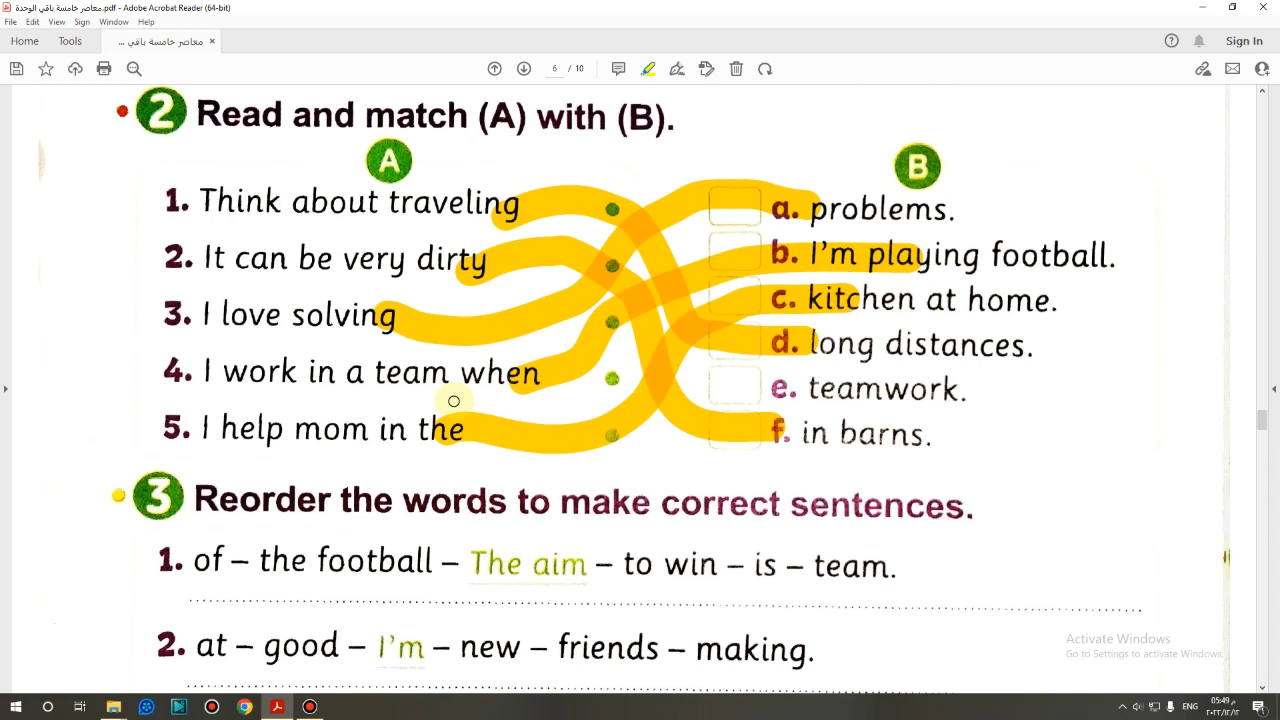 معاصر خامسة باقي الوحدة.pdf - Adobe Acrobat Reader (64-bit)
File Edit View Sign Window Help
Home Tools معاصر خامسة باقي ... × Sign In
6 / 10
2 Read and match (A) with (B).
A B
1. Think about traveling a. problems.
2. It can be very dirty b. I'm playing football.
3. I love solving c. kitchen at home.
4. I work in a team when d. long distances.
e. teamwork.
5. I help mom in the f. in barns.
3 Reorder the words to make correct sentences.
1. of – the football – The aim – to win – is – team.
2. at – good – I'm – new – friends – making.
Activate Windows
Go to Settings to activate Windows.
ENG 05:49 م
٢٠٢٢/١٢/١٢